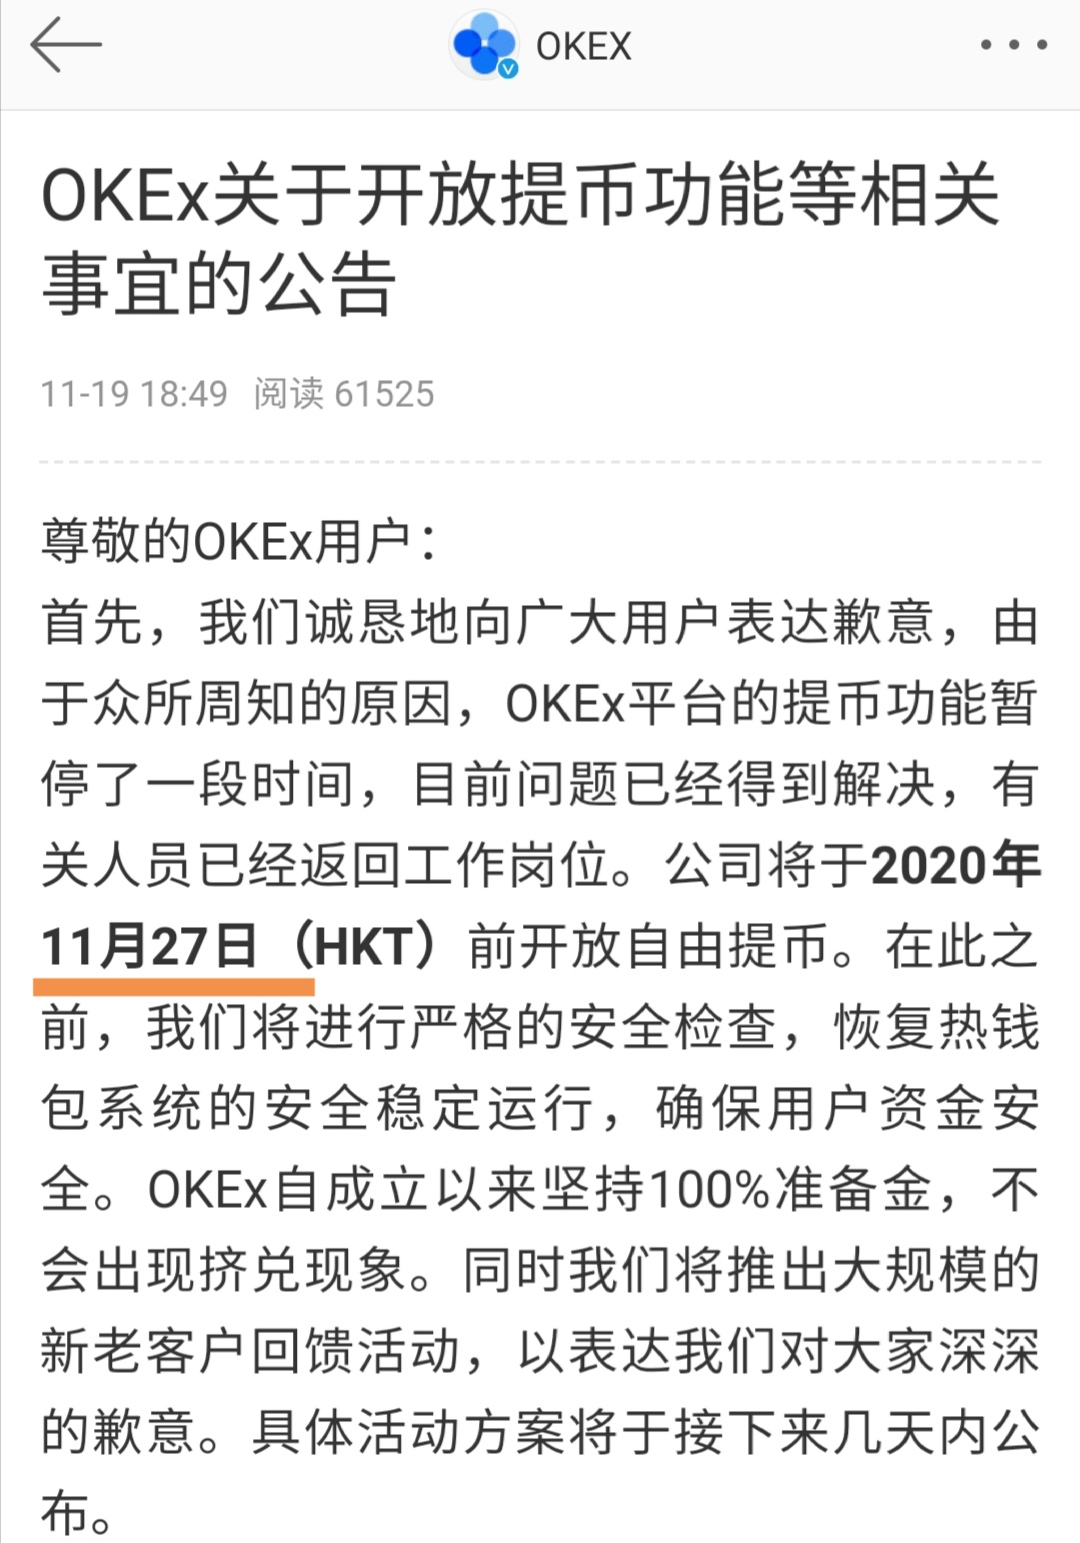 OKEX
OKEx关于开放提币功能等相关
事宜的公告
11-19 18:49 阅读 61525
尊敬的OKEx用户：
首先，我们诚恳地向广大用户表达歉意，由
于众所周知的原因，OKEx平台的提币功能暂
停了一段时间，目前问题已经得到解决，有
关人员已经返回工作岗位。公司将于2020年
11月27日（HKT）前开放自由提币。在此之
前，我们将进行严格的安全检查，恢复热钱
包系统的安全稳定运行，确保用户资金安
全。OKEx自成立以来坚持100%准备金，不
会出现挤兑现象。同时我们将推出大规模的
新老客户回馈活动，以表达我们对大家深深
的歉意。具体活动方案将于接下来几天内公
布。